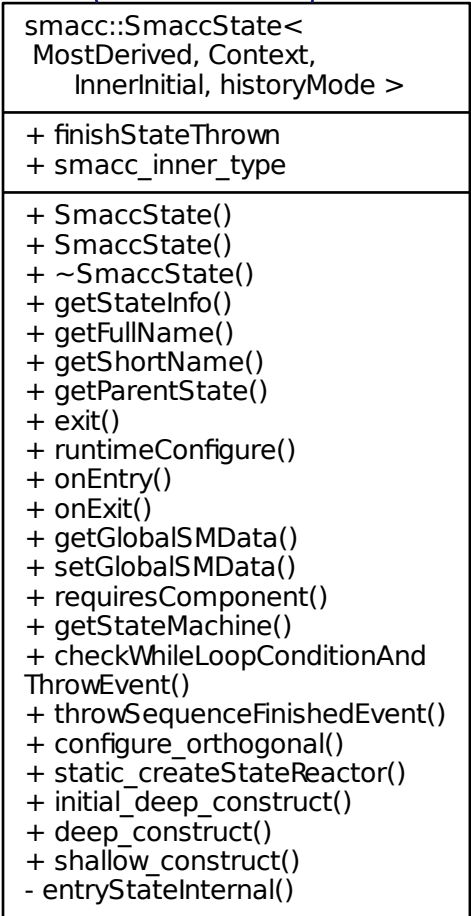 smacc::SmaccState<
MostDerived, Context,
InnerInitial, historyMode >
+ finishStateThrown
+ smacc_inner_type
+ SmaccState()
+ SmaccState()
+ ~SmaccState()
+ getStateInfo()
+ getFullName()
+ getShortName()
+ getParentState()
+ exit()
+ runtimeConfigure()
+ onEntry()
+ onExit()
+ getGlobalSMData()
+ setGlobalSMData()
+ requiresComponent()
+ getStateMachine()
+ checkWhileLoopConditionAnd
ThrowEvent()
+ throwSequenceFinishedEvent()
+ configure_orthogonal()
+ static_createStateReactor()
+ initial_deep_construct()
+ deep_construct()
+ shallow_construct()
- entryStateInternal()